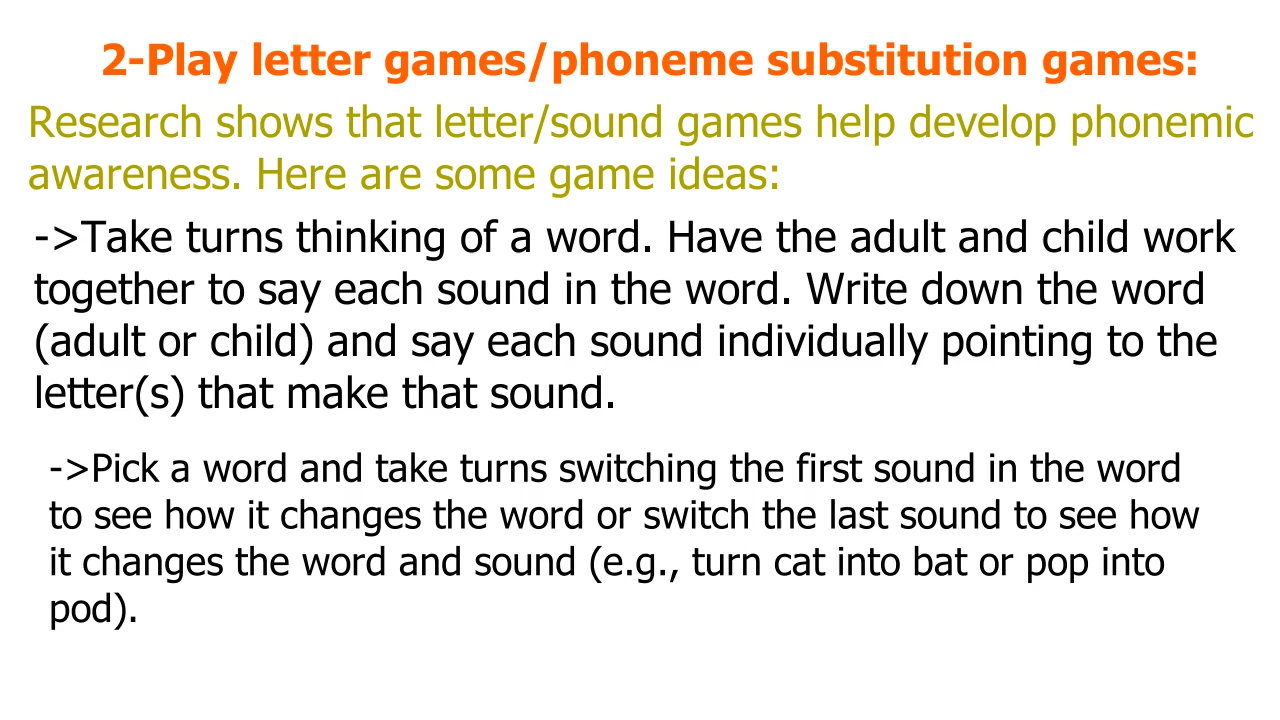 2-Play letter games/phoneme substitution games:
Research shows that letter/sound games help develop phonemic
awareness. Here are some game ideas:
->Take turns thinking of a word. Have the adult and child work
together to say each sound in the word. Write down the word
(adult or child) and say each sound individually pointing to the
letter(s) that make that sound.
->Pick a word and take turns switching the first sound in the word
to see how it changes the word or switch the last sound to see how
it changes the word and sound (e.g., turn cat into bat or pop into
pod).